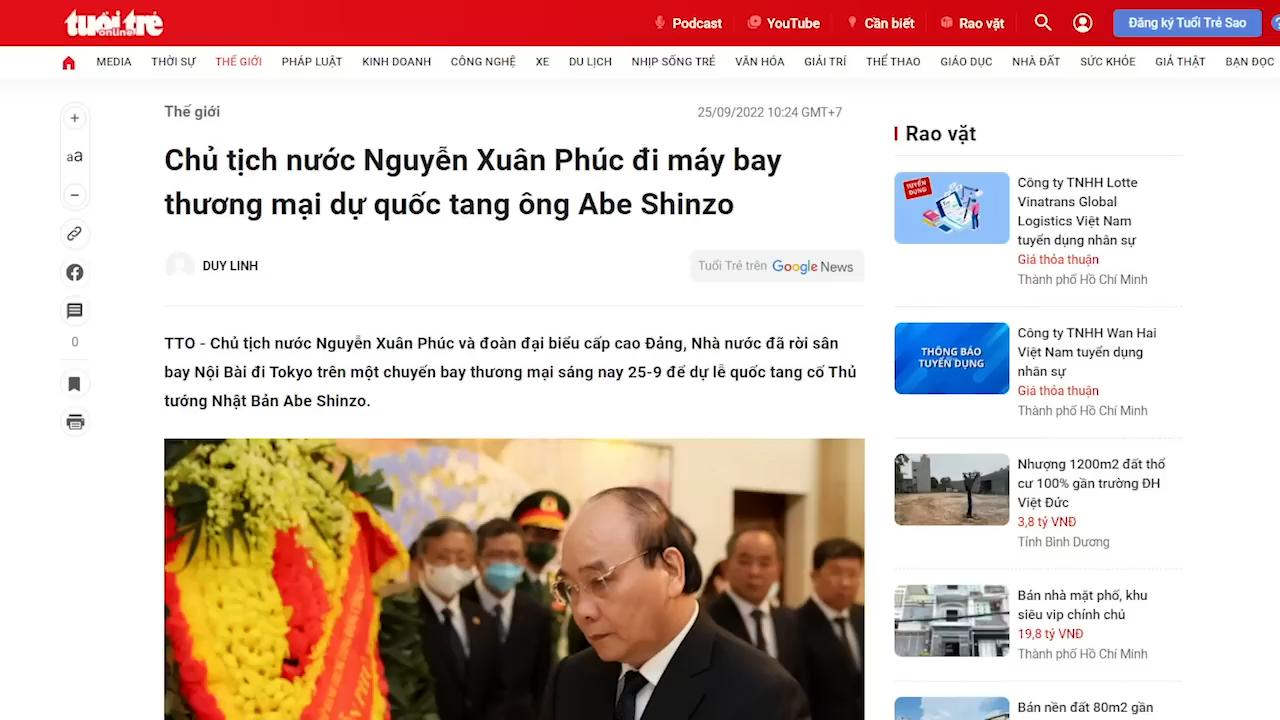 tuổi trẻ
online
Podcast
YouTube
Cần biết
Rao vặt
Đăng ký Tuổi Trẻ Sao
MEDIA
THỜI SỰ
THẾ GIỚI
PHÁP LUẬT
KINH DOANH
CÔNG NGHỆ
XE
DU LỊCH
NHỊP SỐNG TRẺ
VĂN HÓA
GIẢI TRÍ
THỂ THAO
GIÁO DỤC
NHÀ ĐẤT
SỨC KHỎE
GIẢ THẬT
BẠN ĐỌC
+
aa
−
0
Thế giới
25/09/2022 10:24 GMT+7
Chủ tịch nước Nguyễn Xuân Phúc đi máy bay
thương mại dự quốc tang ông Abe Shinzo
DUY LINH
Tuổi Trẻ trên Google News
TTO - Chủ tịch nước Nguyễn Xuân Phúc và đoàn đại biểu cấp cao Đảng, Nhà nước đã rời sân
bay Nội Bài đi Tokyo trên một chuyến bay thương mại sáng nay 25-9 để dự lễ quốc tang cố Thủ
tướng Nhật Bản Abe Shinzo.
Rao vặt
TUYỂN
DỤNG
Công ty TNHH Lotte
Vinatrans Global
Logistics Việt Nam
tuyển dụng nhân sự
Giá thỏa thuận
Thành phố Hồ Chí Minh
THÔNG BÁO
TUYỂN DỤNG
Công ty TNHH Wan Hai
Việt Nam tuyển dụng
nhân sự
Giá thỏa thuận
Thành phố Hồ Chí Minh
Nhượng 1200m2 đất thổ
cư 100% gần trường ĐH
Việt Đức
3,8 tỷ VNĐ
Tỉnh Bình Dương
Bán nhà mặt phố, khu
siêu vip chính chủ
19,8 tỷ VNĐ
Thành phố Hồ Chí Minh
Bán nền đất 80m2 gần